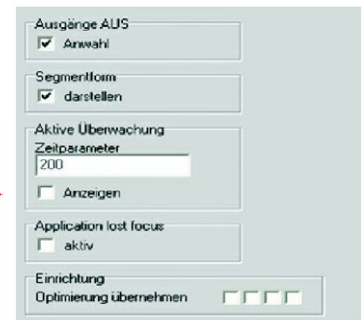 Ausgänge AUS
Anwahl
Segmentform
darstellen
Aktive Überwachung
Zeitparameter
200
Anzeigen
Application lost focus
aktiv
Einrichtung
Optimierung übernehmen